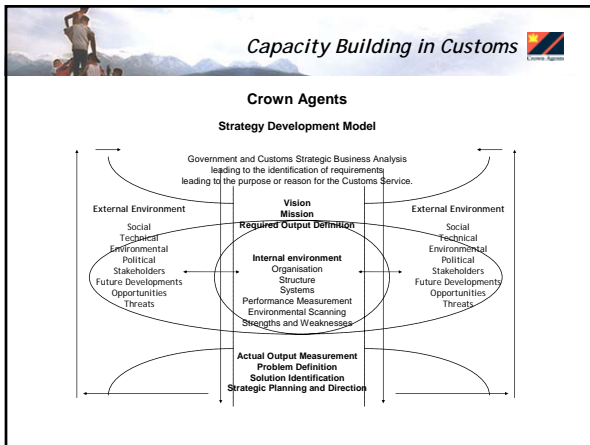 Capacity Building in Customs
Crown Agents
Crown Agents
Strategy Development Model
Government and Customs Strategic Business Analysis
leading to the identification of requirements
leading to the purpose or reason for the Customs Service.
Vision
Mission
Required Output Definition
External Environment
Social
Technical
Environmental
Political
Stakeholders
Future Developments
Opportunities
Threats
Internal environment
Organisation
Structure
Systems
Performance Measurement
Environmental Scanning
Strengths and Weaknesses
External Environment
Social
Technical
Environmental
Political
Stakeholders
Future Developments
Opportunities
Threats
Actual Output Measurement
Problem Definition
Solution Identification
Strategic Planning and Direction